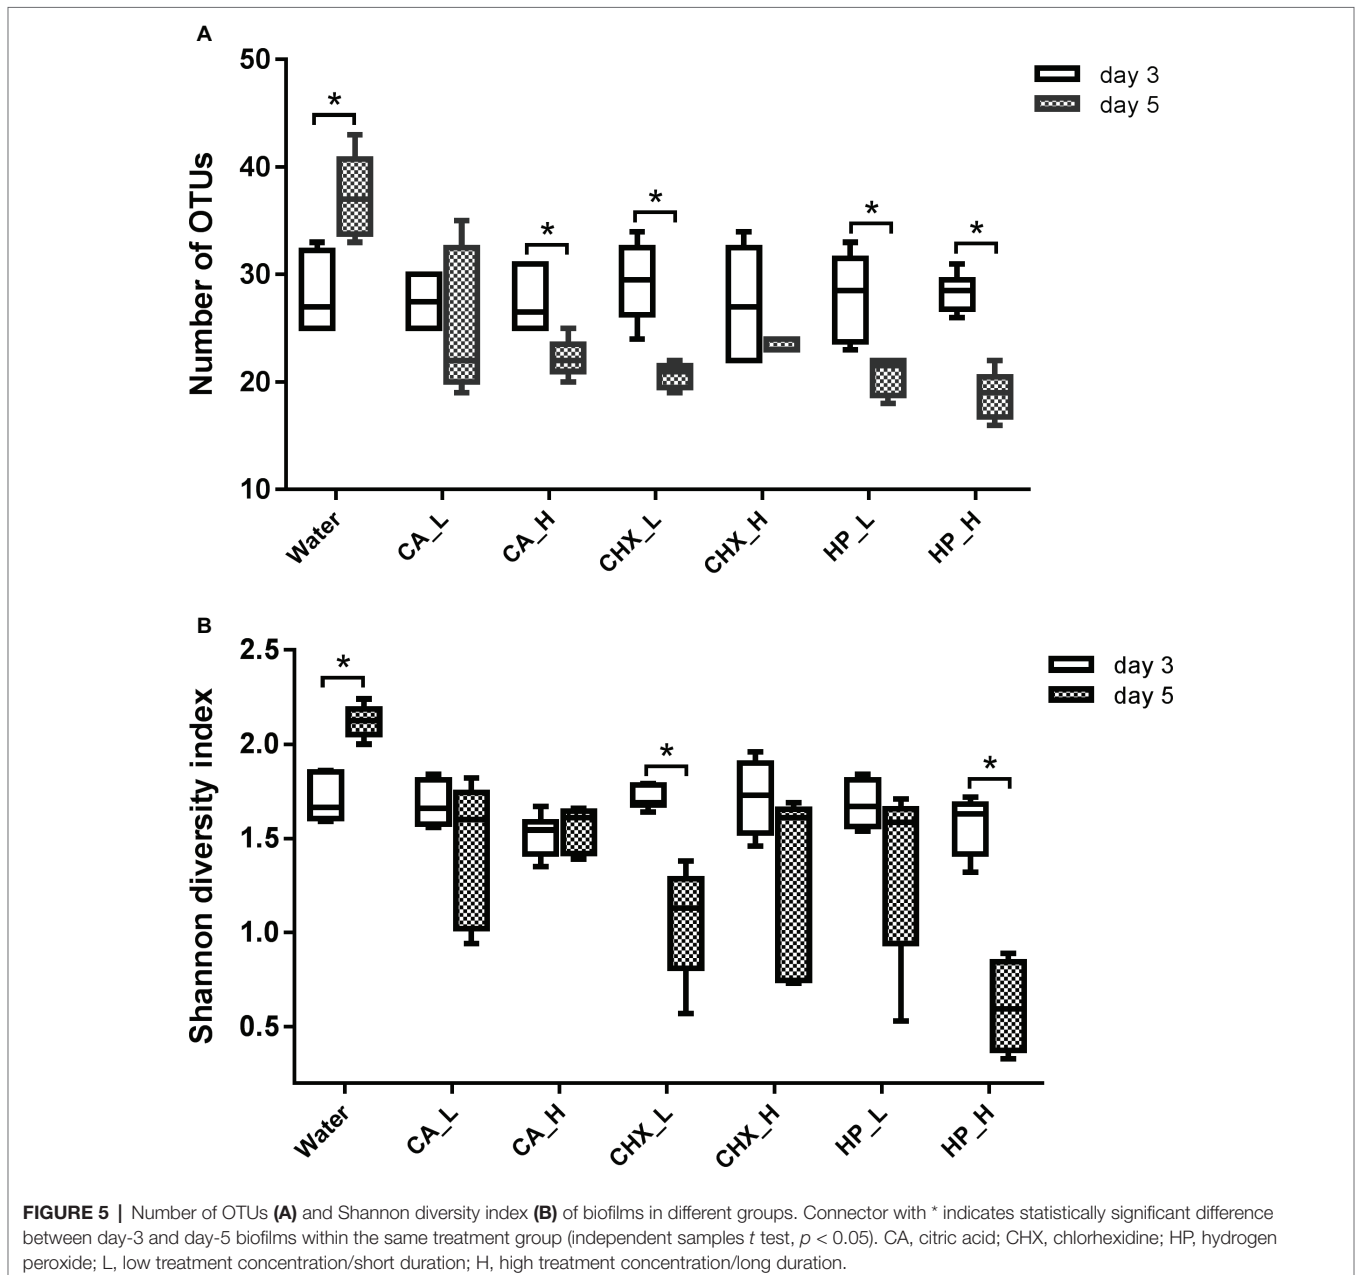 A
50
40
30
20
10
Number of OTUs
*
*
*
*
*
day 3
day 5
Water
CA_L
CA_H
CHX_L
CHX_H
HP_L
HP_H
B
2.5
2.0
1.5
1.0
0.5
Shannon diversity index
*
*
*
day 3
day 5
Water
CA_L
CA_H
CHX_L
CHX_H
HP_L
HP_H
FIGURE 5 | Number of OTUs (A) and Shannon diversity index (B) of biofilms in different groups. Connector with * indicates statistically significant difference
between day-3 and day-5 biofilms within the same treatment group (independent samples t test, p < 0.05). CA, citric acid; CHX, chlorhexidine; HP, hydrogen
peroxide; L, low treatment concentration/short duration; H, high treatment concentration/long duration.